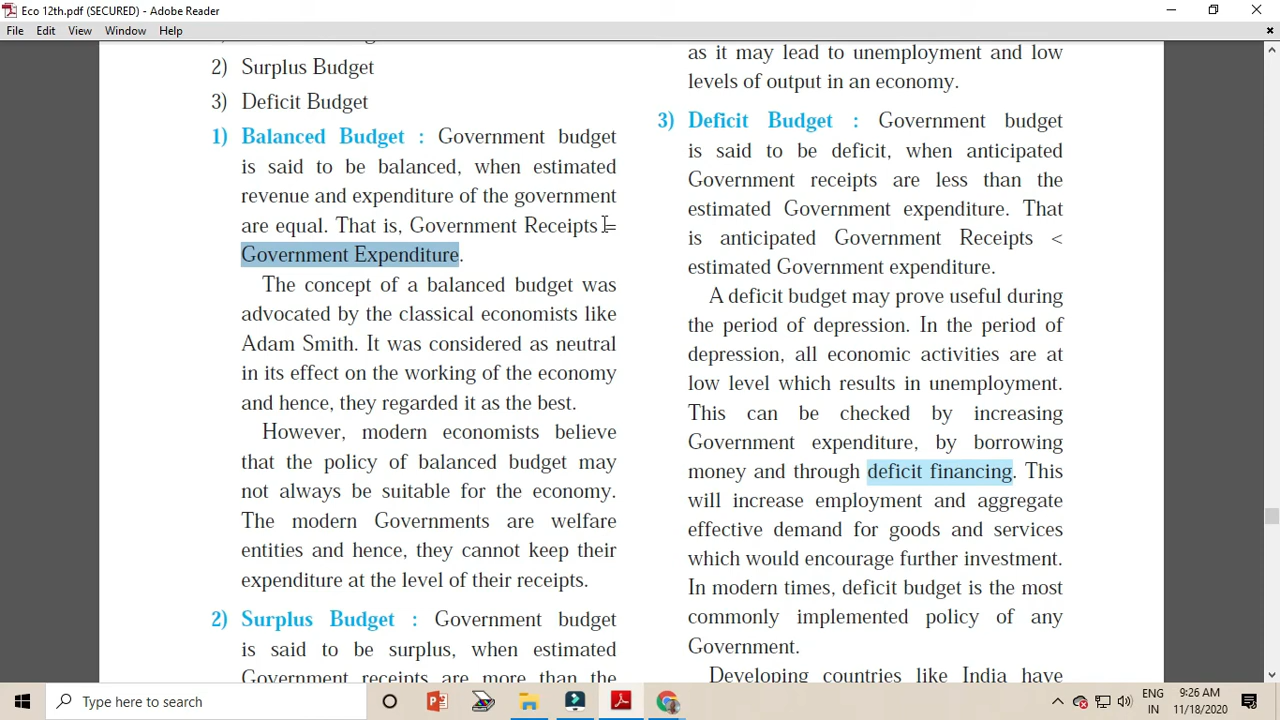 Eco 12th.pdf (SECURED) - Adobe Reader
File Edit View Window Help
2) Surplus Budget
3) Deficit Budget
1) Balanced Budget : Government budget
is said to be balanced, when estimated
revenue and expenditure of the government
are equal. That is, Government Receipts =
Government Expenditure.
The concept of a balanced budget was
advocated by the classical economists like
Adam Smith. It was considered as neutral
in its effect on the working of the economy
and hence, they regarded it as the best.
However, modern economists believe
that the policy of balanced budget may
not always be suitable for the economy.
The modern Governments are welfare
entities and hence, they cannot keep their
expenditure at the level of their receipts.
2) Surplus Budget : Government budget
is said to be surplus, when estimated
Government receipts are more than the
as it may lead to unemployment and low
levels of output in an economy.
3) Deficit Budget : Government budget
is said to be deficit, when anticipated
Government receipts are less than the
estimated Government expenditure. That
is anticipated Government Receipts <
estimated Government expenditure.
A deficit budget may prove useful during
the period of depression. In the period of
depression, all economic activities are at
low level which results in unemployment.
This can be checked by increasing
Government expenditure, by borrowing
money and through deficit financing. This
will increase employment and aggregate
effective demand for goods and services
which would encourage further investment.
In modern times, deficit budget is the most
commonly implemented policy of any
Government.
Developing countries like India have
Type here to search
ENG
IN
9:26 AM
11/18/2020